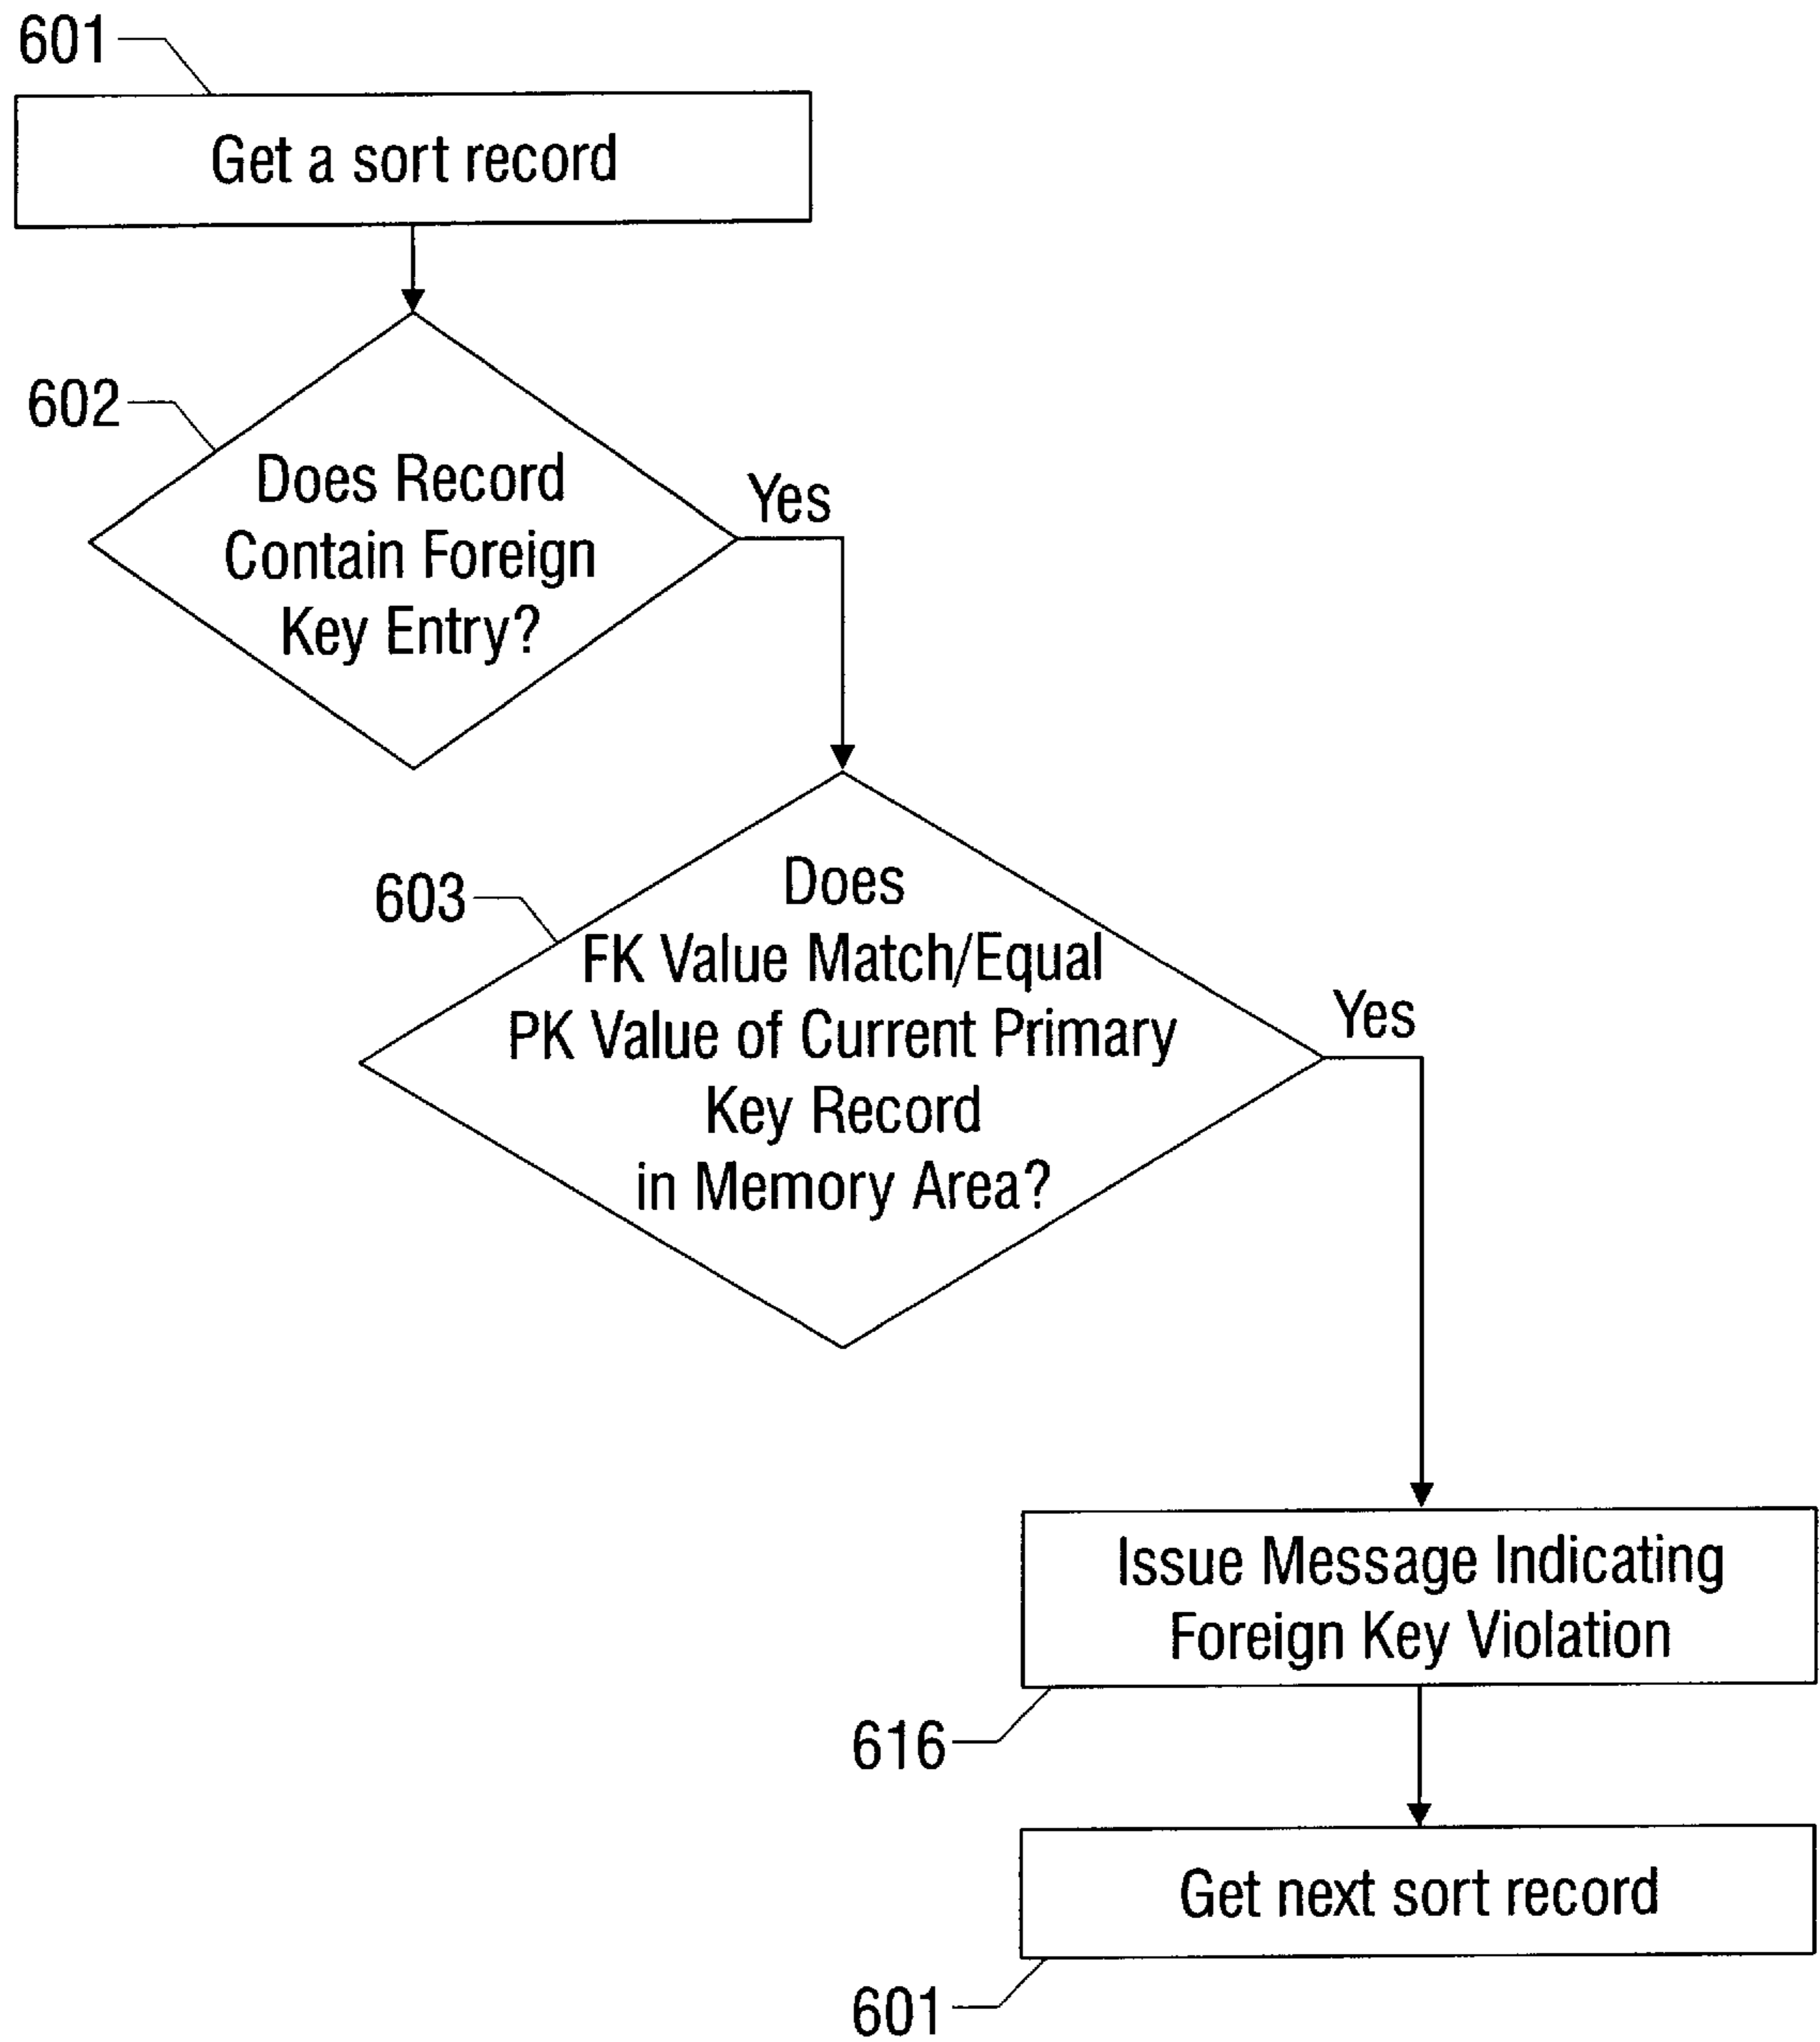 601
Get a sort record
602
Does Record
Contain Foreign
Key Entry?
Yes
603
Does
FK Value Match/Equal
PK Value of Current Primary
Key Record
in Memory Area?
Yes
Issue Message Indicating
Foreign Key Violation
616
Get next sort record
601